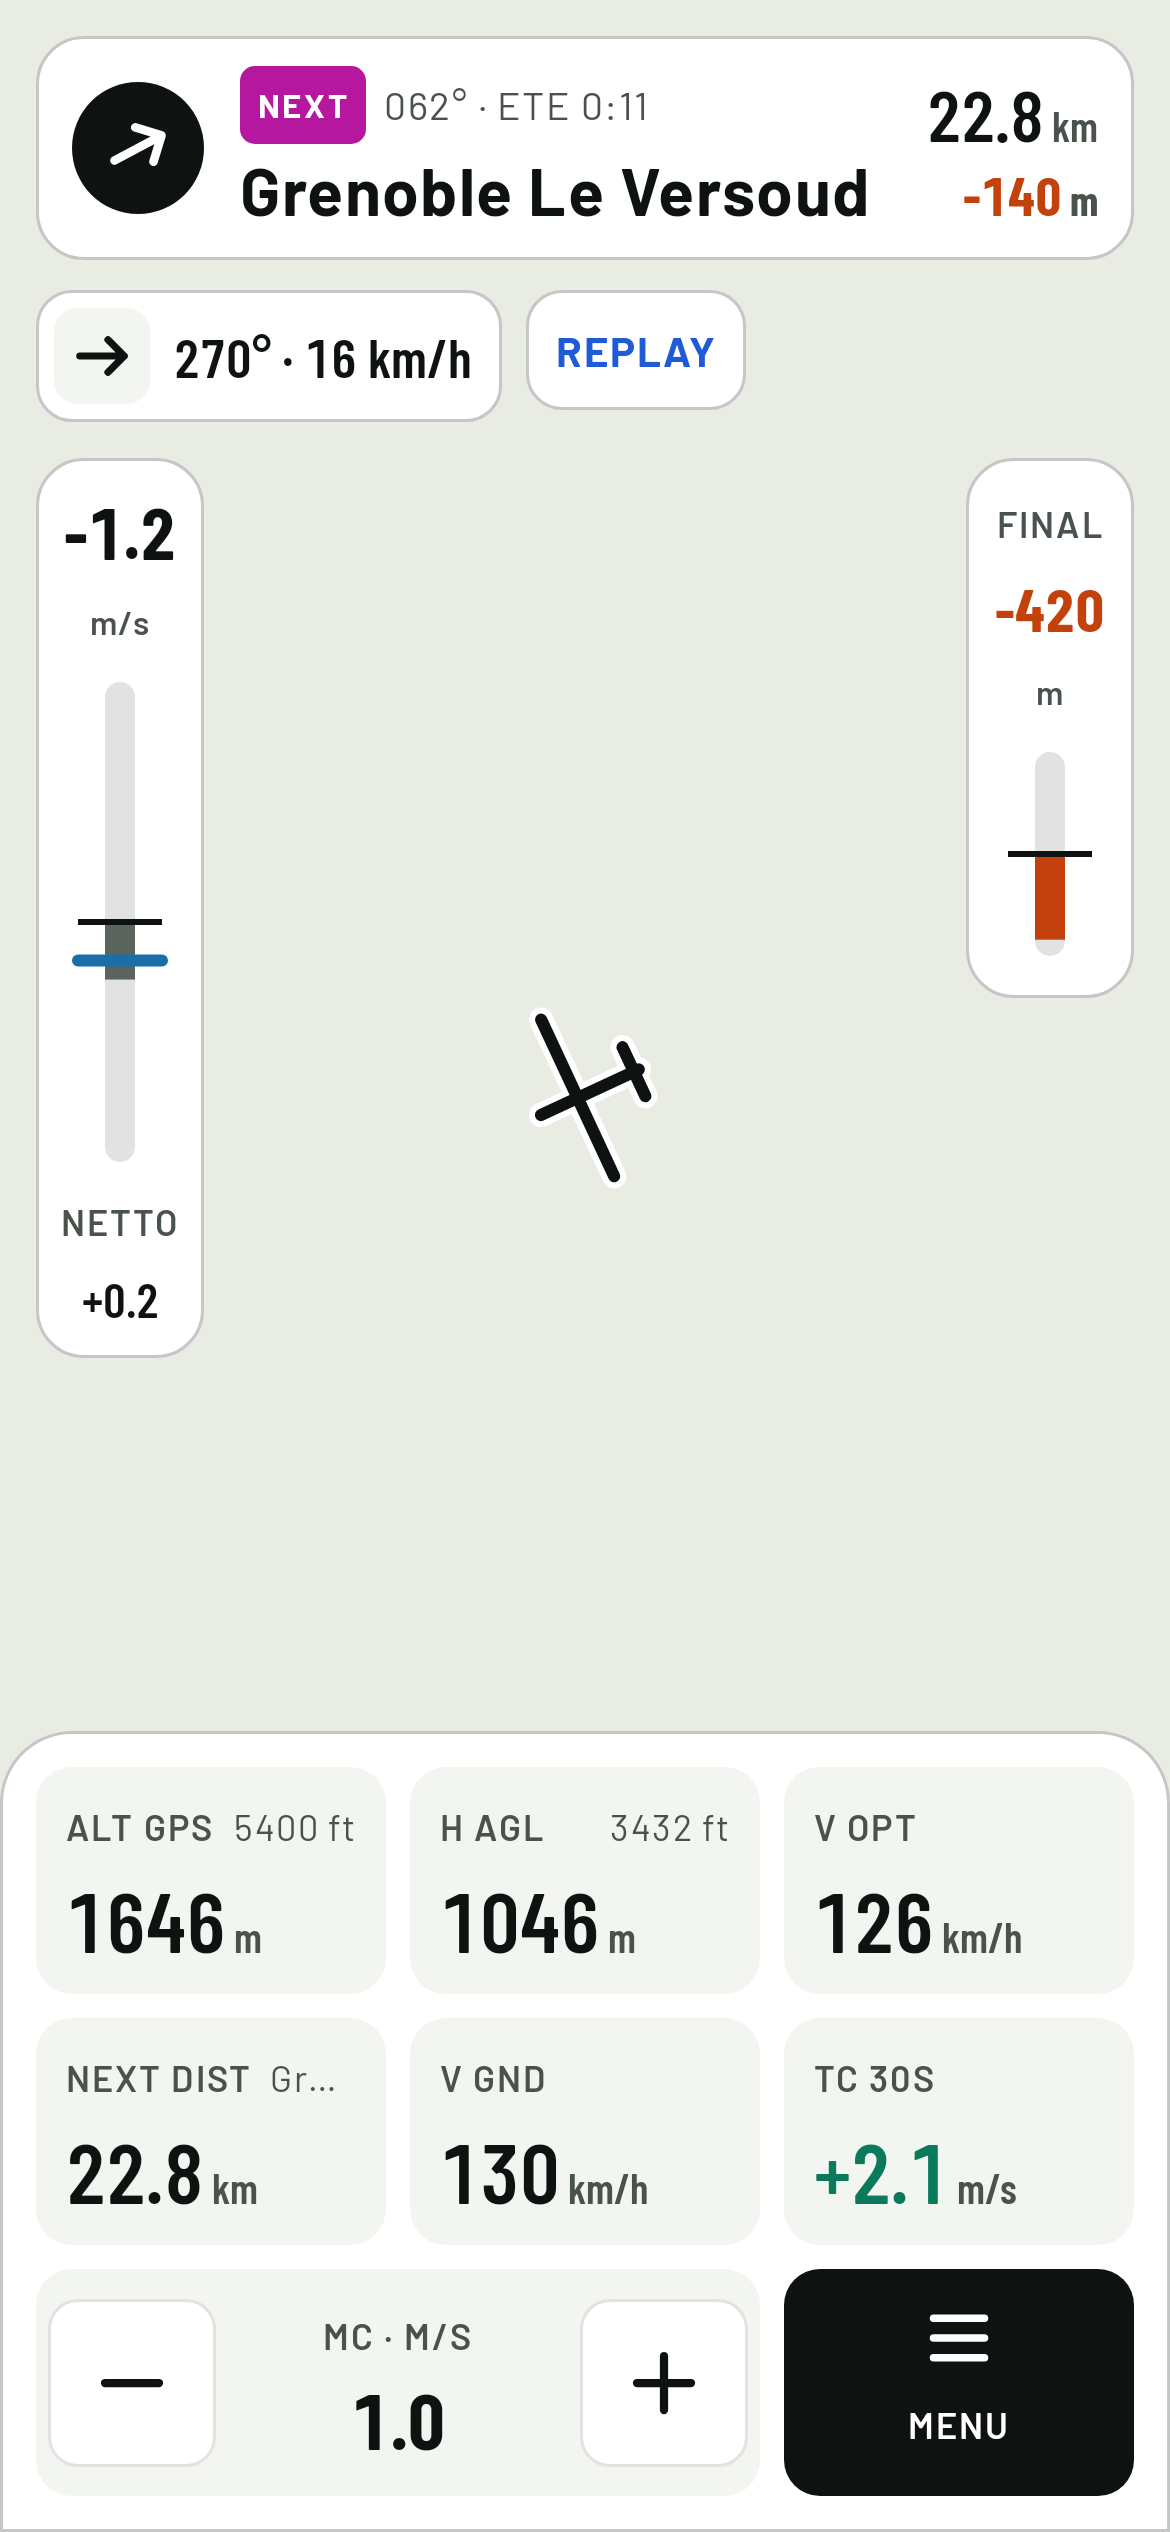 NEXT 062° · ETE 0:11
Grenoble Le Versoud
22.8 km
-140 m
270° · 16 km/h
REPLAY
-1.2
m/s
NETTO
+0.2
FINAL
-420
m
ALT GPS 5400 ft
1646 m
H AGL 3432 ft
1046 m
V OPT
126 km/h
NEXT DIST Gr...
22.8 km
V GND
130 km/h
TC 30S
+2.1 m/s
MC · M/S
1.0
MENU